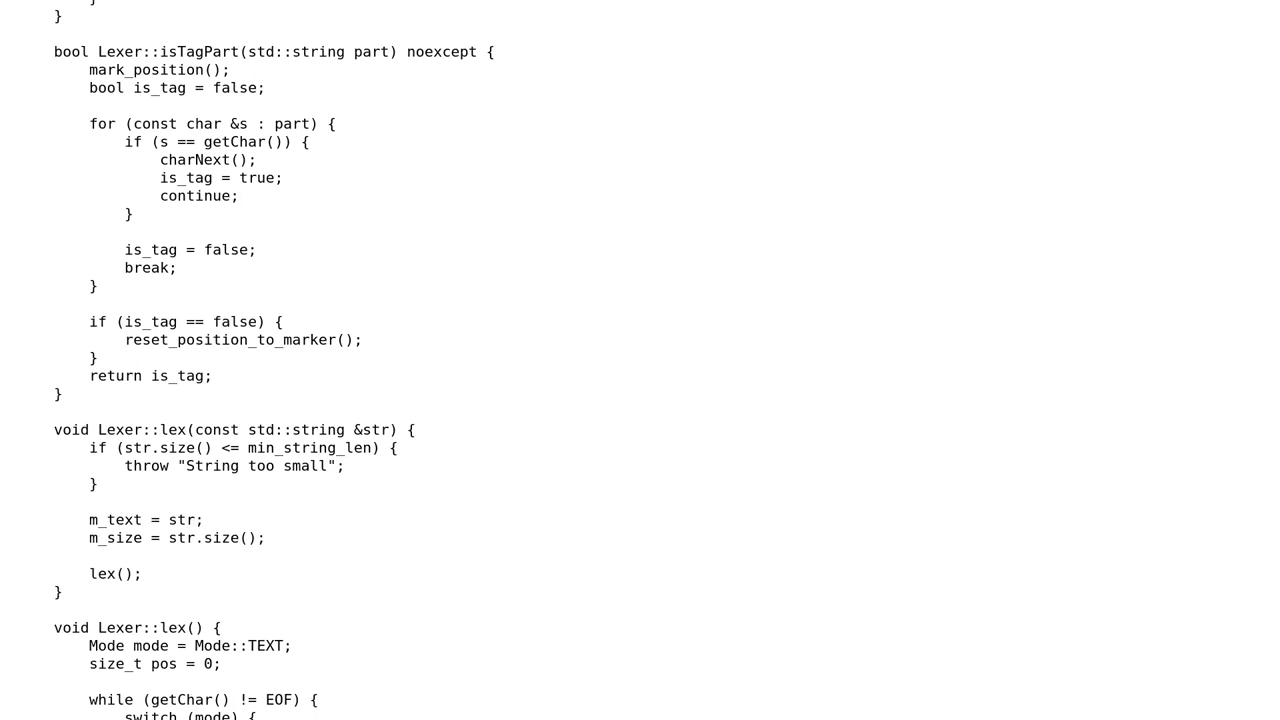 }
}

bool Lexer::isTagPart(std::string part) noexcept {
    mark_position();
    bool is_tag = false;

    for (const char &s : part) {
        if (s == getChar()) {
            charNext();
            is_tag = true;
            continue;
        }

        is_tag = false;
        break;
    }

    if (is_tag == false) {
        reset_position_to_marker();
    }
    return is_tag;
}

void Lexer::lex(const std::string &str) {
    if (str.size() <= min_string_len) {
        throw "String too small";
    }

    m_text = str;
    m_size = str.size();

    lex();
}

void Lexer::lex() {
    Mode mode = Mode::TEXT;
    size_t pos = 0;

    while (getChar() != EOF) {
        switch (mode) {